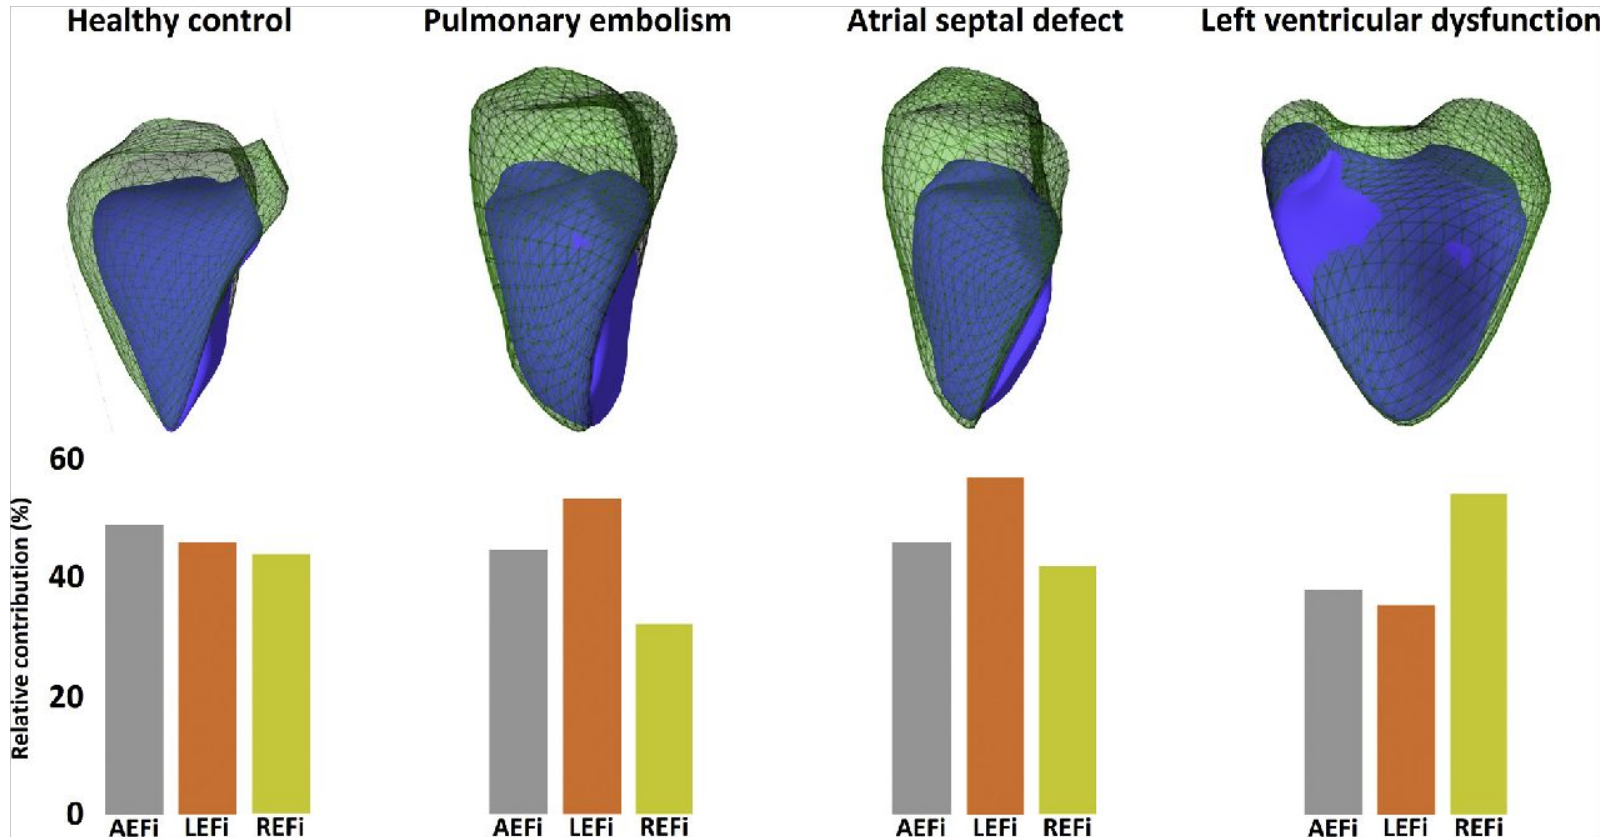 Healthy control
Pulmonary embolism
Atrial septal defect
Left ventricular dysfunction
Relative contribution (%)
60
40
20
0
AEFi LEFi REFi
AEFi LEFi REFi
AEFi LEFi REFi
AEFi LEFi REFi